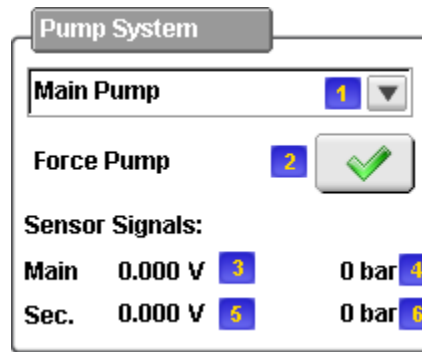 Pump System
Main Pump 1
Force Pump 2
Sensor Signals:
Main 0.000 V 3 0 bar 4
Sec. 0.000 V 5 0 bar 6